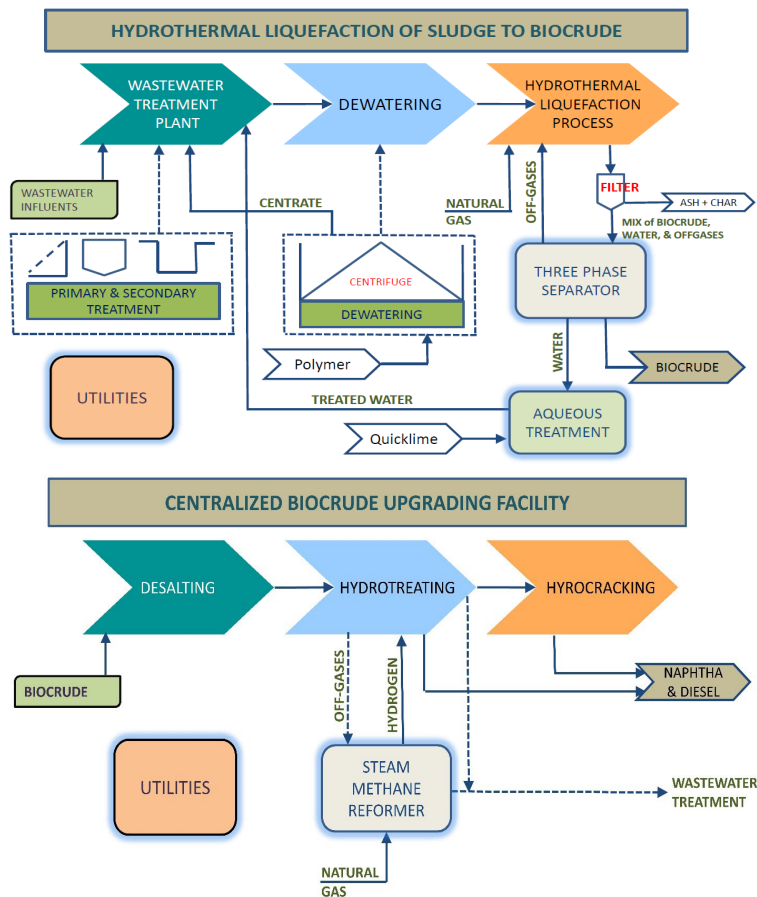 HYDROTHERMAL LIQUEFACTION OF SLUDGE TO BIOCRUDE
WASTEWATER
TREATMENT
PLANT
DEWATERING
HYDROTHERMAL
LIQUEFACTION
PROCESS
WASTEWATER
INFLUENTS
CENTRATE
NATURAL
GAS
OFF-GASES
FILTER
ASH + CHAR
MIX of BIOCRUDE,
WATER, & OFFGASES
PRIMARY & SECONDARY
TREATMENT
CENTRIFUGE
DEWATERING
THREE PHASE
SEPARATOR
Polymer
WATER
BIOCRUDE
UTILITIES
TREATED WATER
AQUEOUS
TREATMENT
Quicklime
CENTRALIZED BIOCRUDE UPGRADING FACILITY
DESALTING
HYDROTREATING
HYROCRACKING
BIOCRUDE
OFF-GASES
HYDROGEN
NAPHTHA
& DIESEL
UTILITIES
STEAM
METHANE
REFORMER
WASTEWATER
TREATMENT
NATURAL
GAS